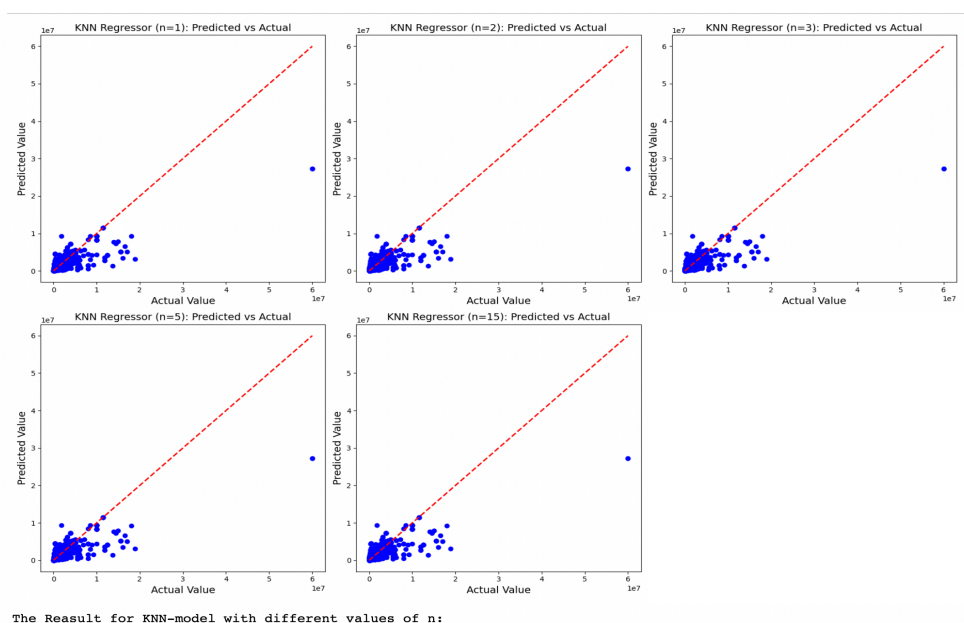 KNN Regressor (n=1): Predicted vs Actual
KNN Regressor (n=2): Predicted vs Actual
KNN Regressor (n=3): Predicted vs Actual
1e7
1e7
1e7
6
5
4
3
2
1
0
6
5
4
3
2
1
0
6
5
4
3
2
1
0
Predicted Value
Predicted Value
Predicted Value
0 1 2 3 4 5 6
0 1 2 3 4 5 6
0 1 2 3 4 5 6
Actual Value
Actual Value
Actual Value
1e7
1e7
1e7
KNN Regressor (n=5): Predicted vs Actual
KNN Regressor (n=15): Predicted vs Actual
1e7
1e7
6
5
4
3
2
1
0
6
5
4
3
2
1
0
Predicted Value
Predicted Value
0 1 2 3 4 5 6
0 1 2 3 4 5 6
Actual Value
Actual Value
1e7
1e7
The Reasult for KNN-model with different values of n: